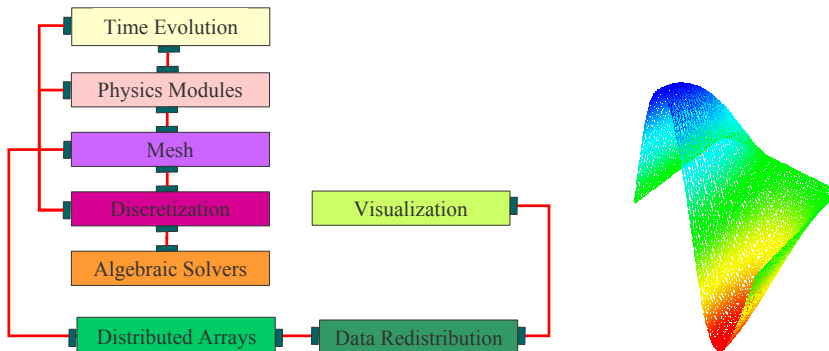 Time Evolution
Physics Modules
Mesh
Discretization
Visualization
Algebraic Solvers
Distributed Arrays
Data Redistribution